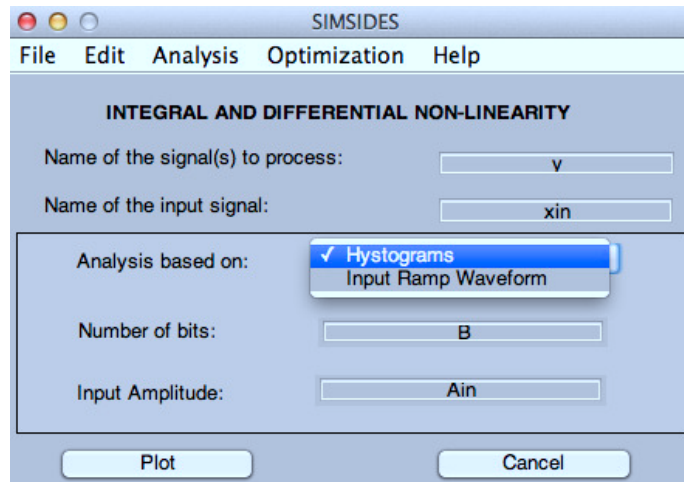 SIMSIDES
File Edit Analysis Optimization Help
INTEGRAL AND DIFFERENTIAL NON-LINEARITY
Name of the signal(s) to process: v
Name of the input signal: xin
Analysis based on: ✓ Hystograms
Input Ramp Waveform
Number of bits: B
Input Amplitude: Ain
Plot Cancel